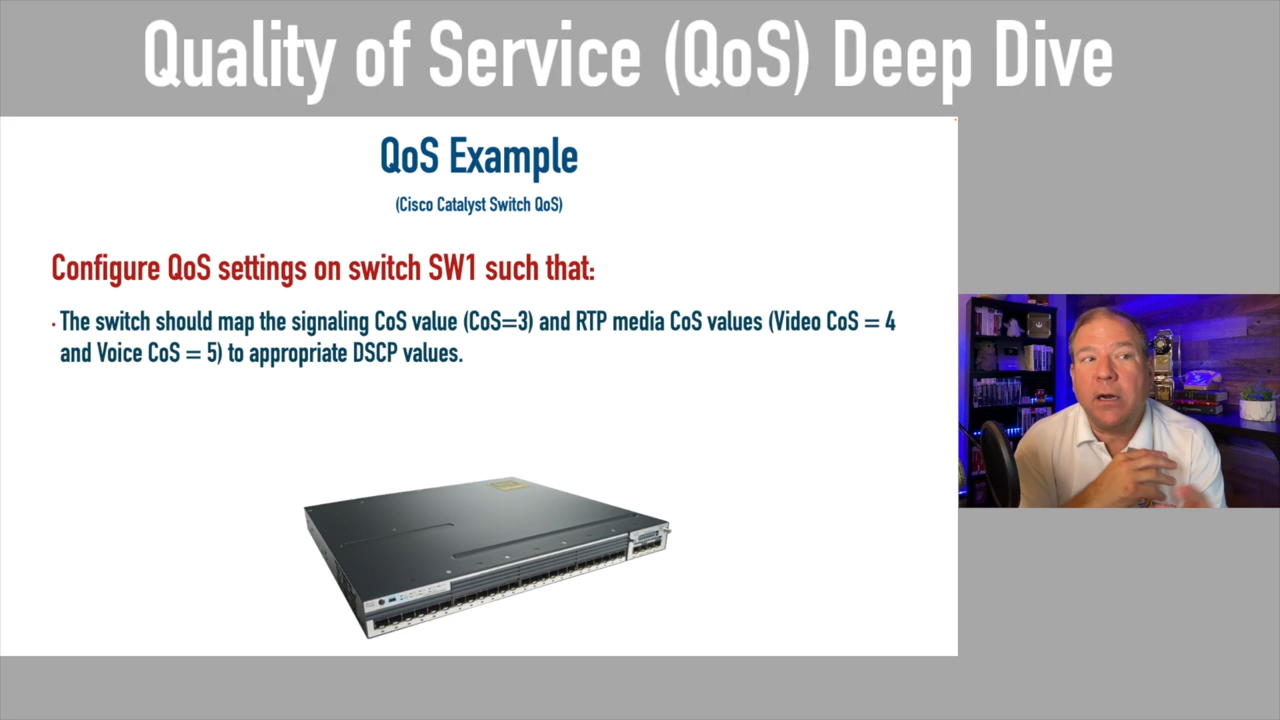 Quality of Service (QoS) Deep Dive
QoS Example
(Cisco Catalyst Switch QoS)
Configure QoS settings on switch SW1 such that:
· The switch should map the signaling CoS value (CoS=3) and RTP media CoS values (Video CoS = 4
and Voice CoS = 5) to appropriate DSCP values.